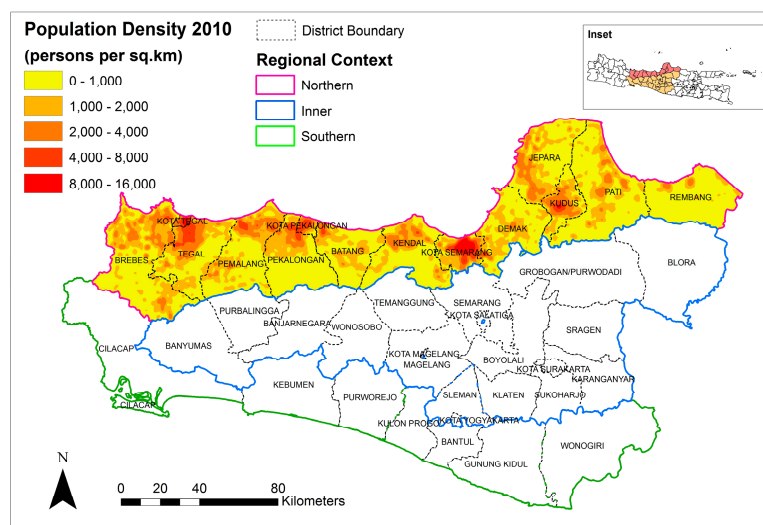 Population Density 2010
(persons per sq.km)
0 - 1,000
1,000 - 2,000
2,000 - 4,000
4,000 - 8,000
8,000 - 16,000
District Boundary
Regional Context
Northern
Inner
Southern
Inset
JEPARA
PATI
KUDUS
REMBANG
KOTA TEGAL
KOTA PEKALONGAN
DEMAK
KENDAL
BATANG
KOTA SEMARANG
BREBES
TEGAL
PEMALANG
PEKALONGAN
BLORA
GROBOGAN/PURWODADI
TEMANGGUNG
SEMARANG
PURBALINGGA
KOTA SALATIGA
BANJARNEGARA
WONOSOBO
SRAGEN
CILACAP
BANYUMAS
KOTA MAGELANG
MAGELANG
BOYOLALI
KOTA SURAKARTA
KARANGANYAR
KEBUMEN
PURWOREJO
SLEMAN
KLATEN
SUKOHARJO
CILACAP
KULON PROGO
KOTA YOGYAKARTA
BANTUL
WONOGIRI
GUNUNG KIDUL
N
0 10 20 40 80
Kilometers